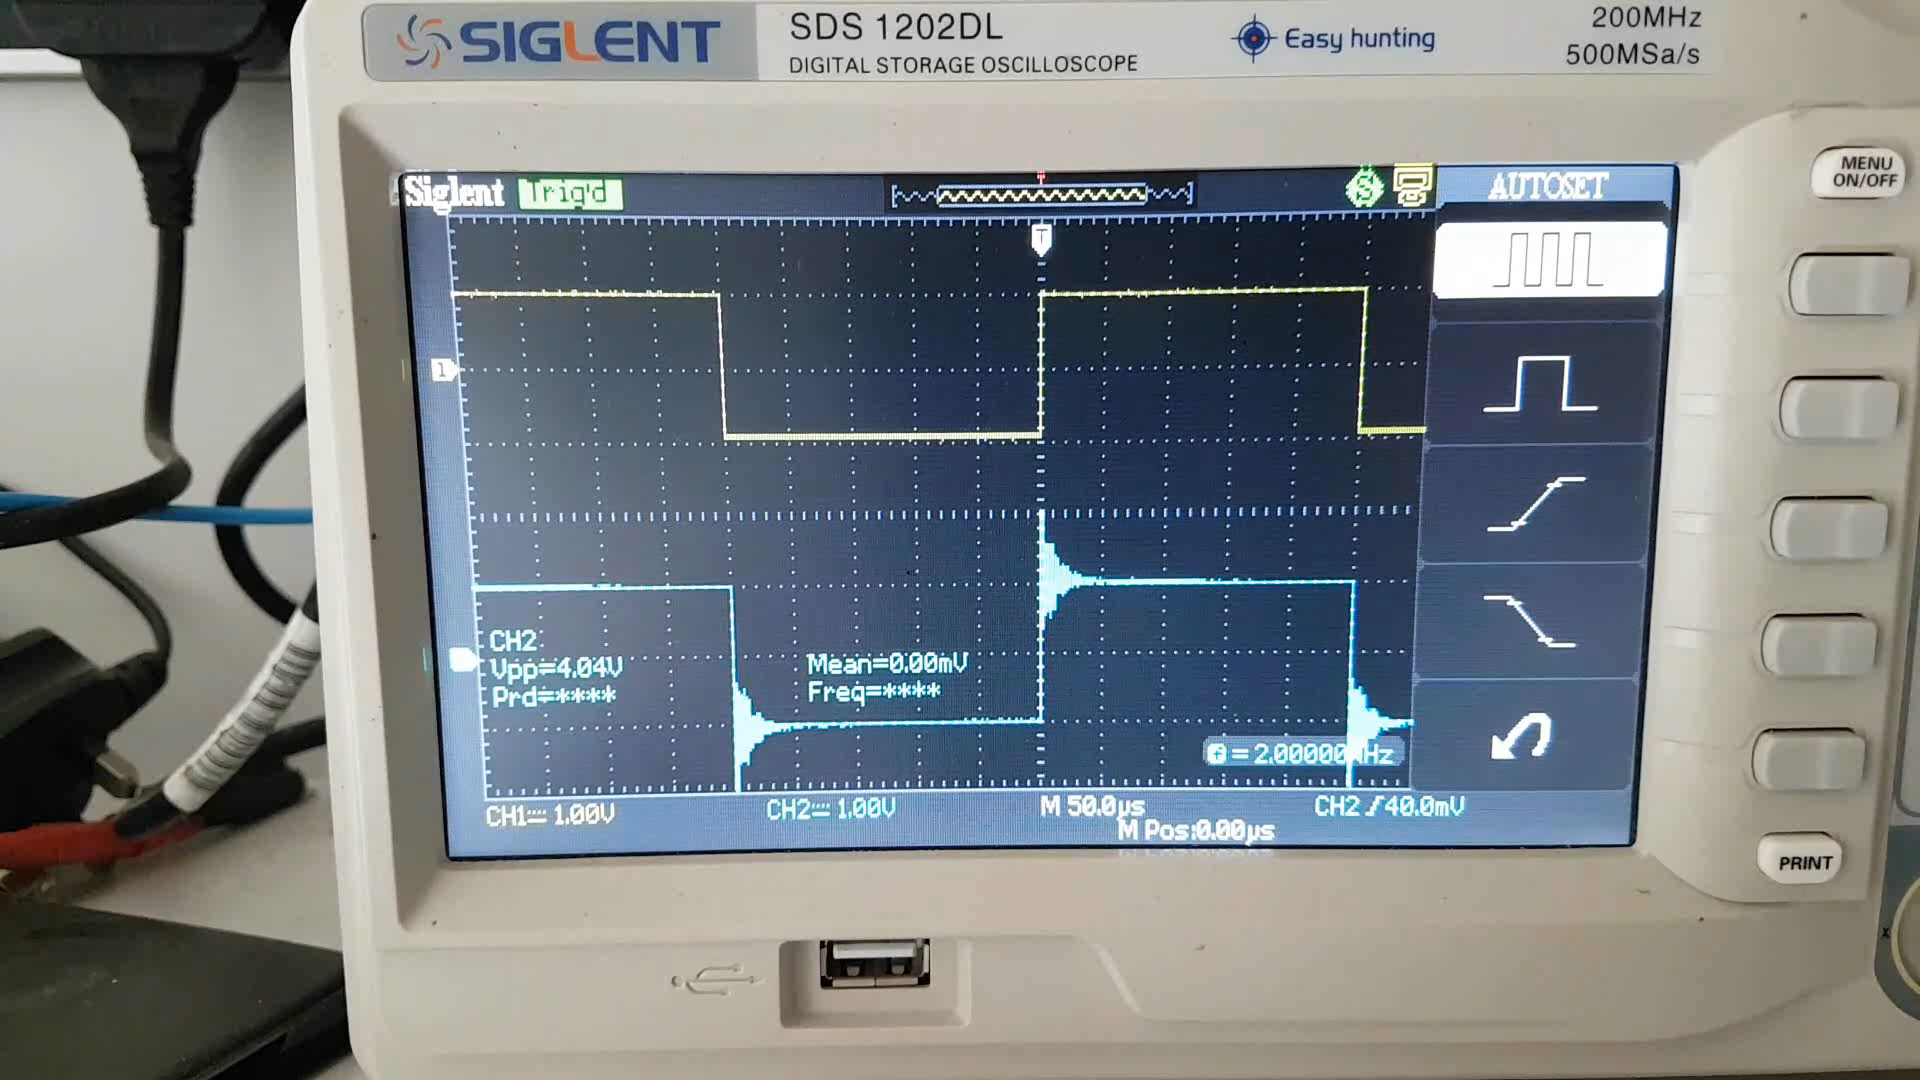 SIGLENT
SDS 1202DL
DIGITAL STORAGE OSCILLOSCOPE
Easy hunting
200MHz
500MSa/s
MENU
ON/OFF
Siglent Trig'd
AUTOSET
T
1
CH2
Vpp=4.04V
Prd=****
Mean=0.00mV
Freq=****
CH1 1.00V
CH2 1.00V
M 50.0μs
M Pos:0.00μs
CH2 40.0mV
PRINT